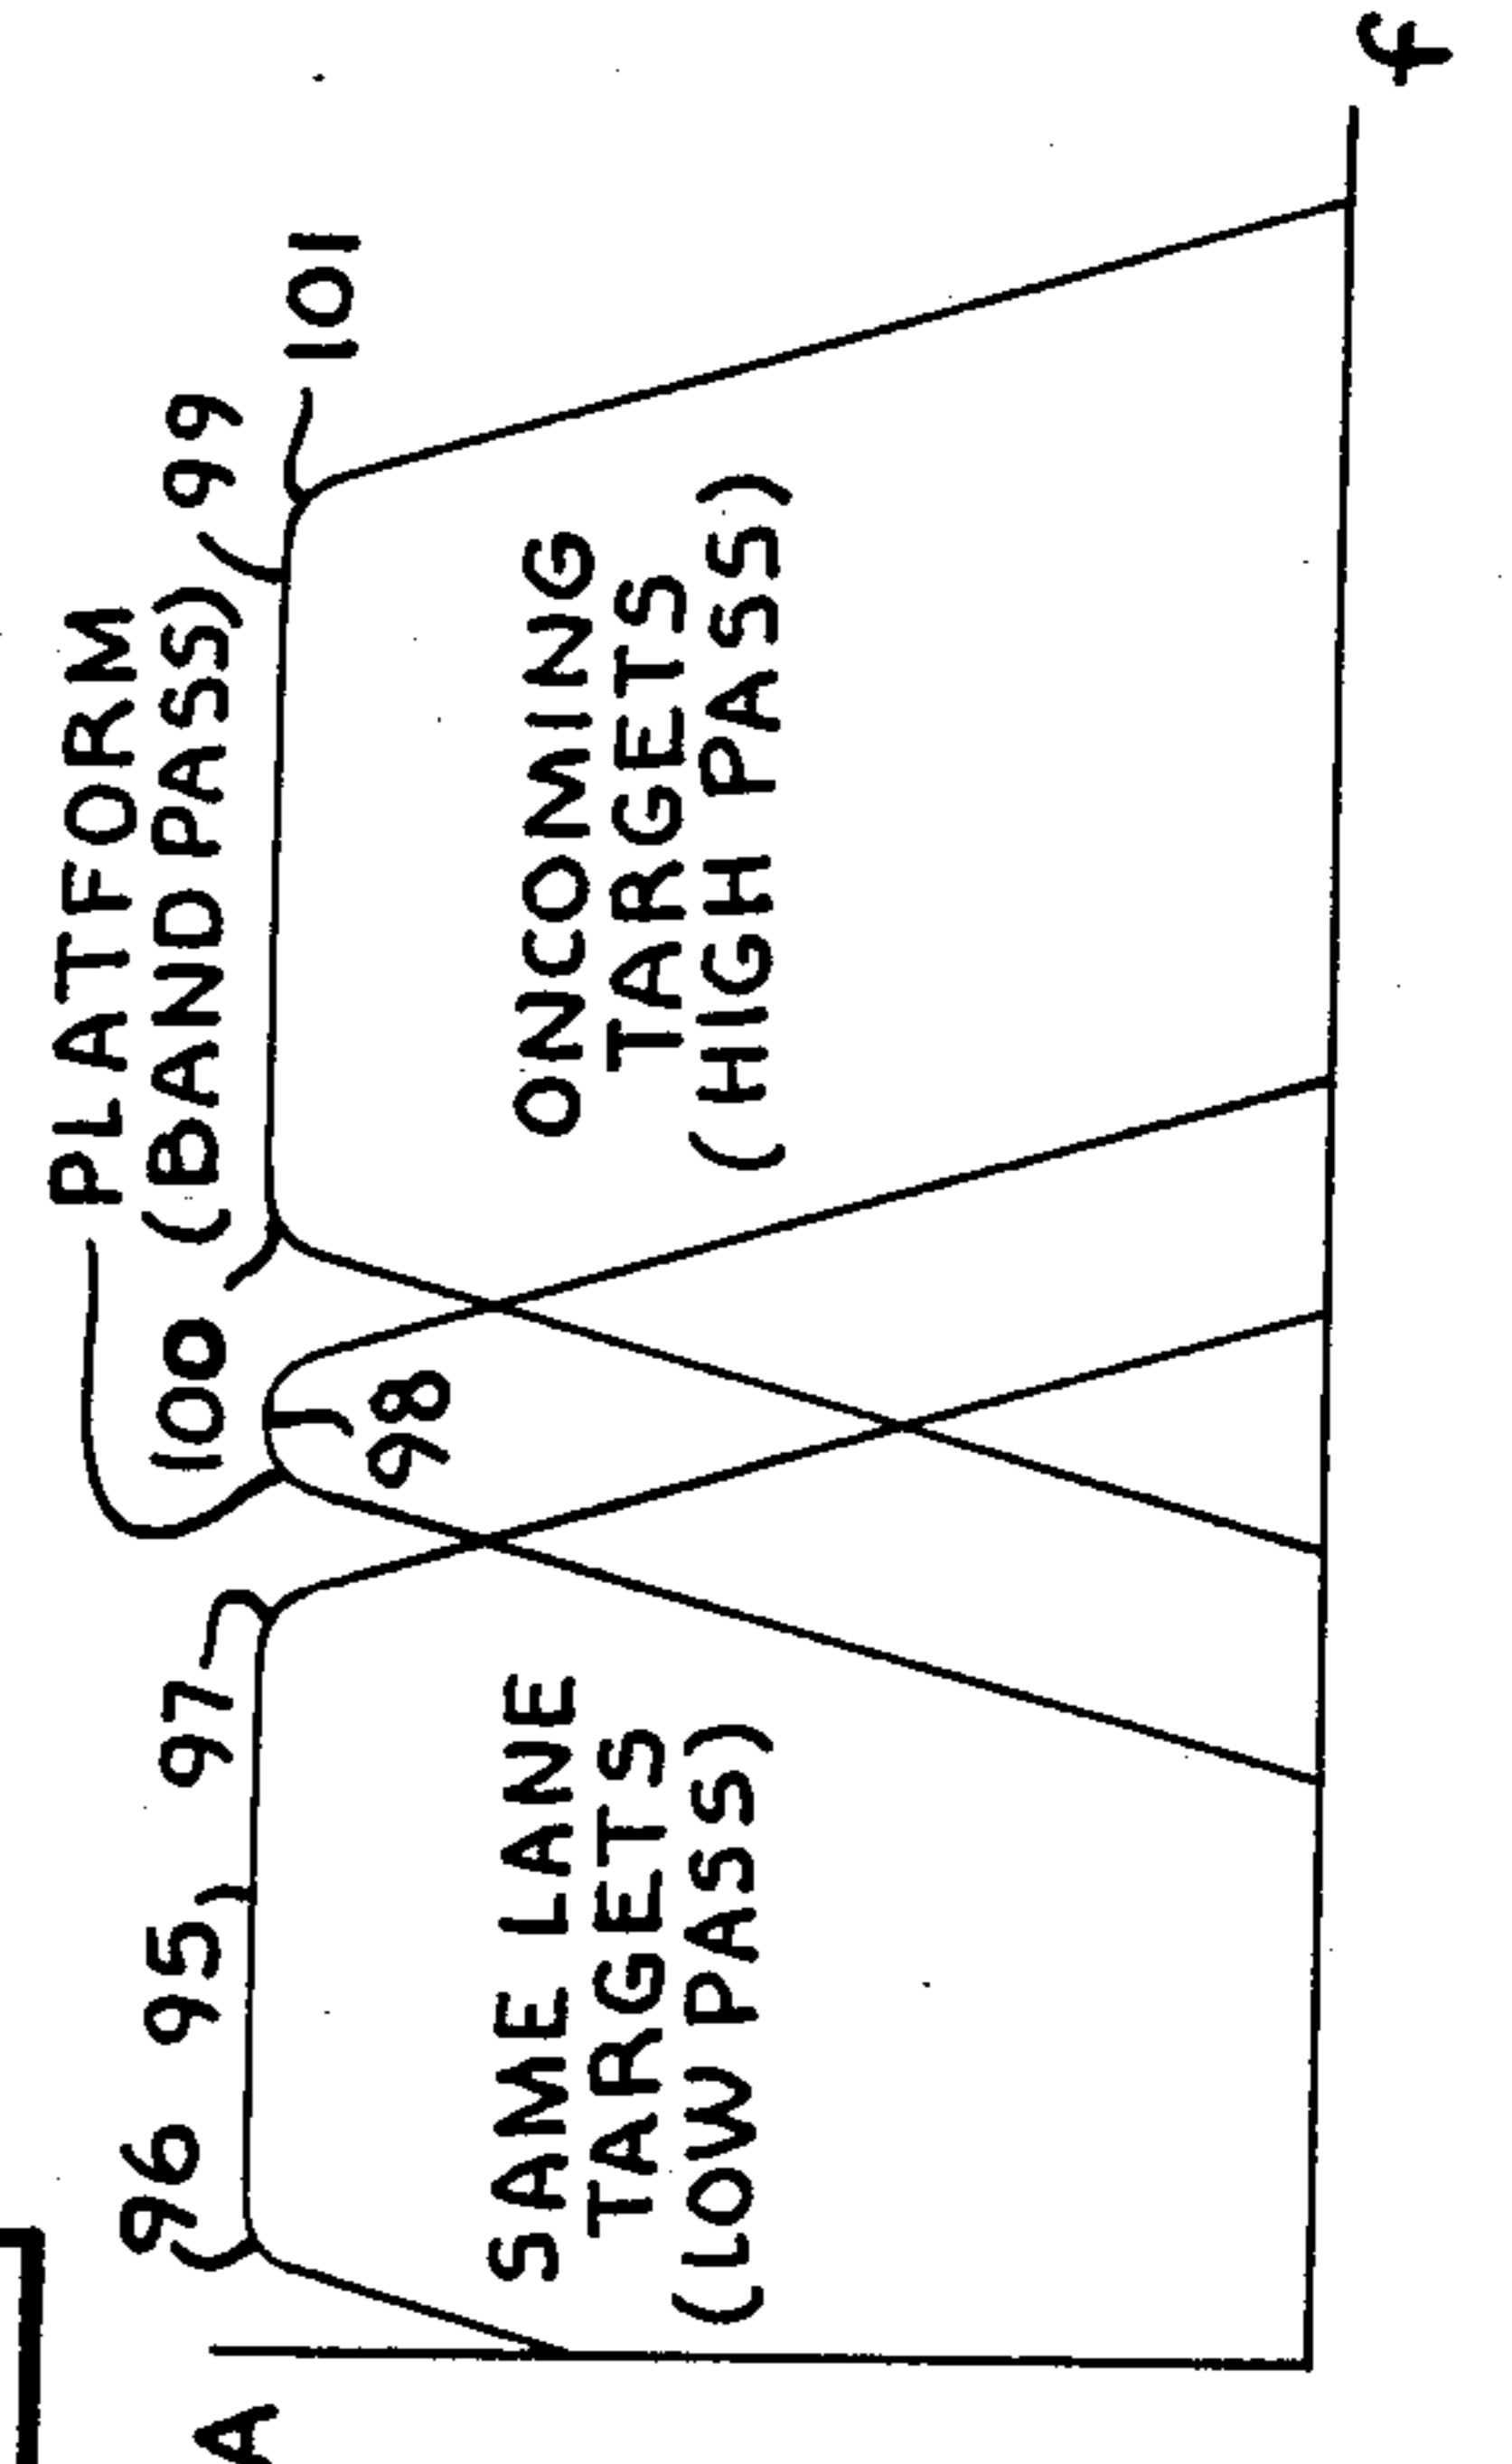 A
96
95
97
PLATFORM
(BAND PASS)
100
98
99
101
SAME LANE
TARGETS
(LOW PASS)
ONCOMING
TARGETS
(HIGH PASS)
f